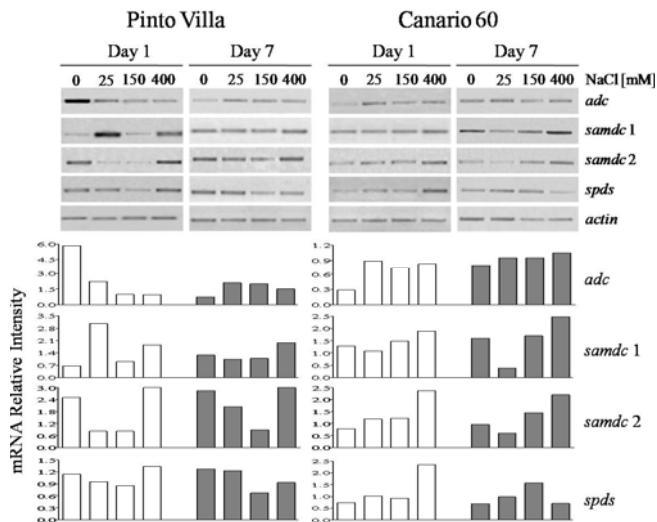 Pinto Villa Canario 60
Day 1 Day 7 Day 1 Day 7
0 25 150 400 0 25 150 400 0 25 150 400 0 25 150 400 NaCl [mM]
adc
samdc 1
samdc 2
spds
actin
mRNA Relative Intensity
6.0 1.2
4.5 0.9
3.0 0.6
1.5 0.3
0.0 0.0
adc
3.5 2.5
2.8 2.0
2.1 1.5
1.4 1.0
0.7 0.5
0.0 0.0
samdc 1
3.0 2.5
2.4 2.0
1.8 1.5
1.2 1.0
0.6 0.5
0.0 0.0
samdc 2
1.5 2.5
1.2 2.0
0.9 1.5
0.6 1.0
0.3 0.5
0.0 0.0
spds